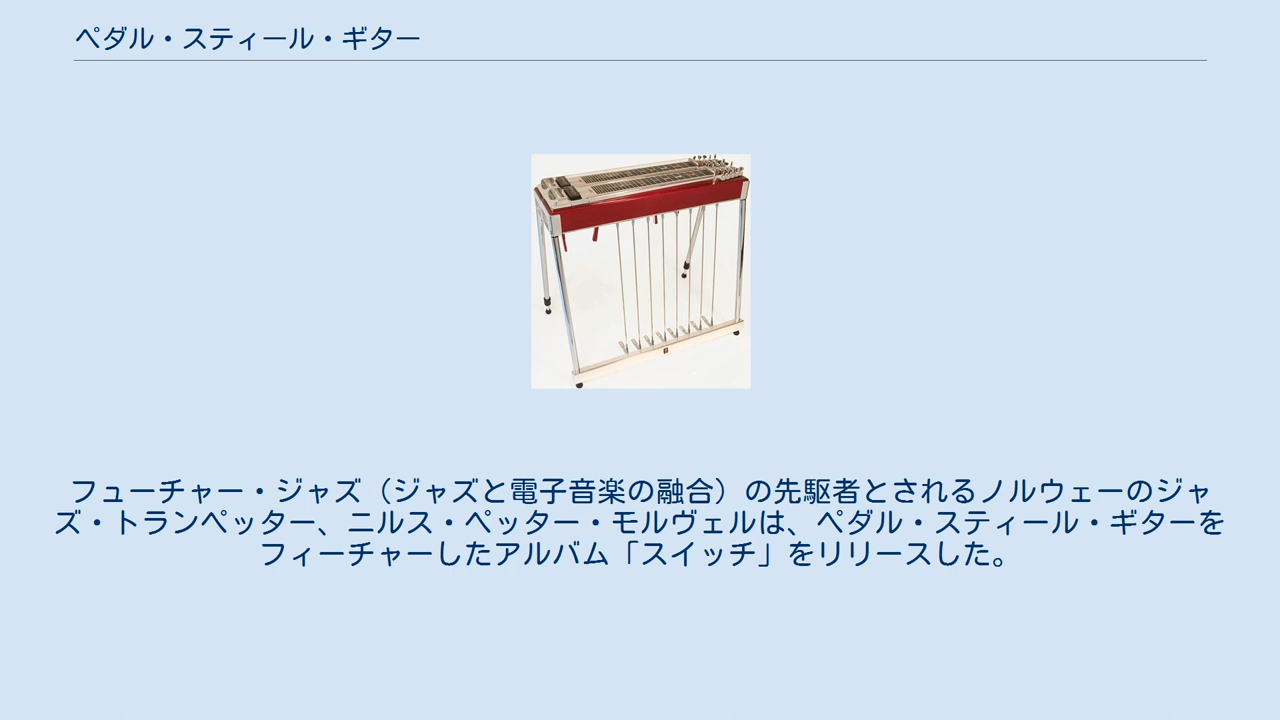 ペダル・スティール・ギター
フューチャー・ジャズ（ジャズと電子音楽の融合）の先駆者とされるノルウェーのジャ
ズ・トランペッター、ニルス・ペッター・モルヴェルは、ペダル・スティール・ギターを
フィーチャーしたアルバム「スイッチ」をリリースした。